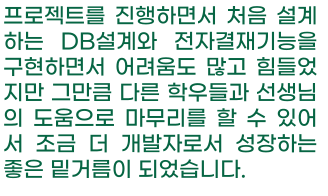 프로젝트를 진행하면서 처음 설계
하는 DB설계와 전자결재기능을
구현하면서 어려움도 많고 힘들었
지만 그만큼 다른 학우들과 선생님
의 도움으로 마무리를 할 수 있어
서 조금 더 개발자로서 성장하는
좋은 밑거름이 되었습니다.